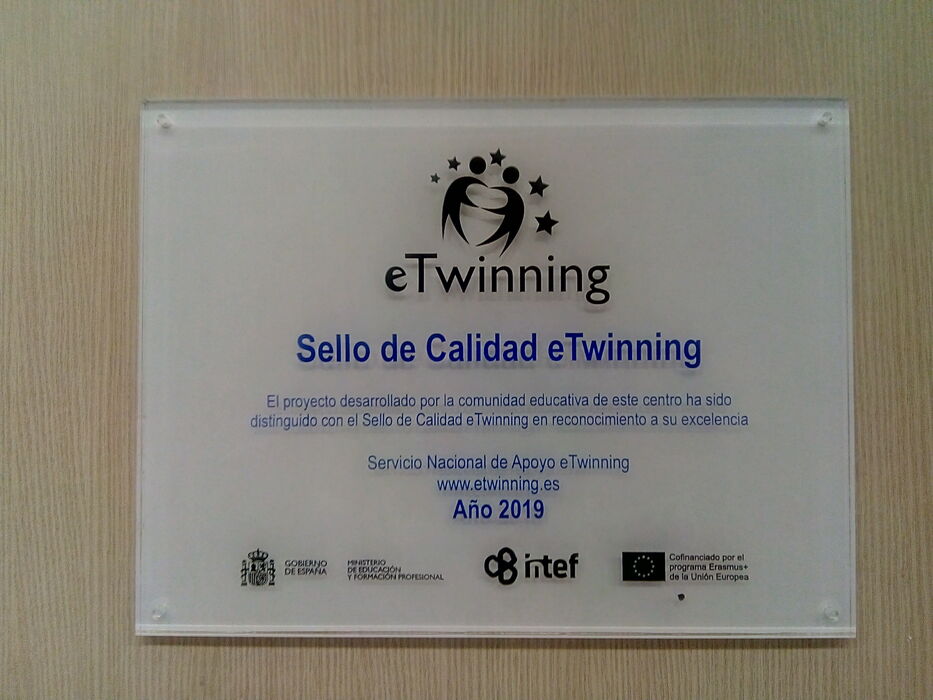 eTwinning
Sello de Calidad eTwinning
El proyecto desarrollado por la comunidad educativa de este centro ha sido
distinguido con el Sello de Calidad eTwinning en reconocimiento a su excelencia
Servicio Nacional de Apoyo eTwinning
www.etwinning.es
Año 2019
GOBIERNO
DE ESPAÑA
MINISTERIO
DE EDUCACIÓN
Y FORMACIÓN PROFESIONAL
intef
Cofinanciado por el
programa Erasmus+
de la Unión Europea